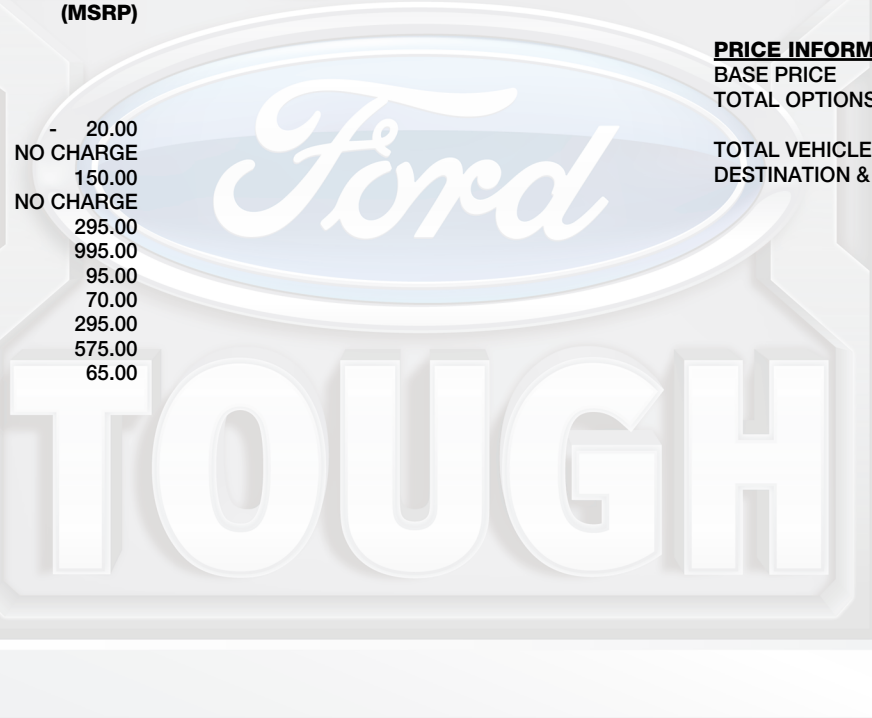 (MSRP)
- 20.00
NO CHARGE
150.00
NO CHARGE
295.00
995.00
95.00
70.00
295.00
575.00
65.00
PRICE INFORM
BASE PRICE
TOTAL OPTIONS
TOTAL VEHICLE
DESTINATION &
Ford
TOUGH